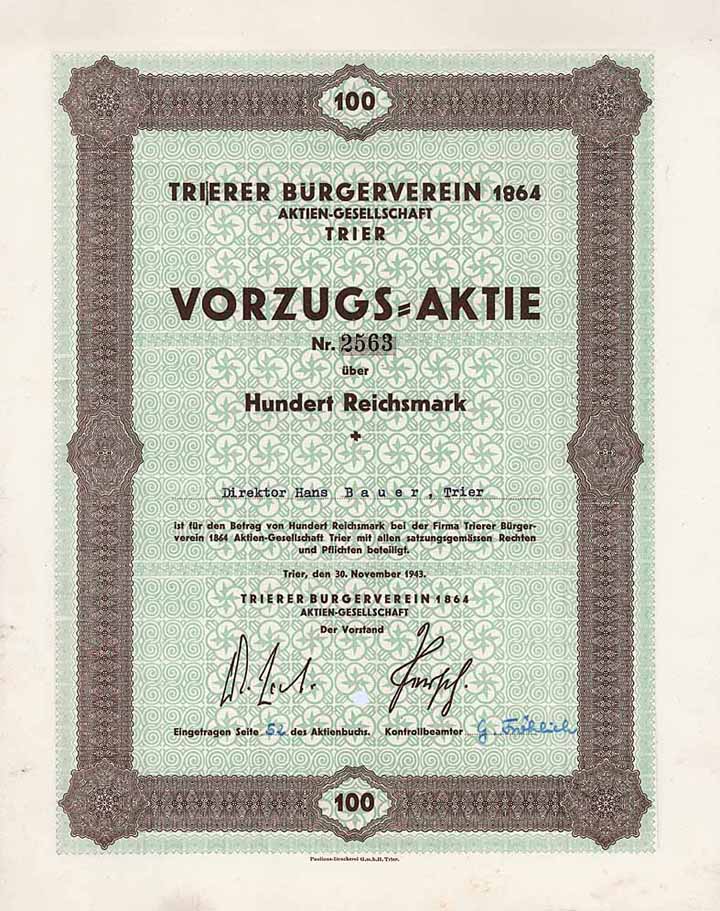 100
TRIERER BÜRGERVEREIN 1864
AKTIEN-GESELLSCHAFT
TRIER
VORZUGS=AKTIE
Nr. 2563
über
Hundert Reichsmark
+
Direktor Hans Bauer, Trier
ist für den Betrag von Hundert Reichsmark bei der Firma Trierer Bürger-
verein 1864 Aktien-Gesellschaft Trier mit allen satzungsgemässen Rechten
und Pflichten beteiligt.
Trier, den 30. November 1943.
TRIERER BÜRGERVEREIN 1864
AKTIEN-GESELLSCHAFT
Der Vorstand
Eingetragen Seite 52 des Aktienbuchs. Kontrollbeamter G. Fröhlich
100
Paulinus-Druckerei G.m.b.H. Trier.